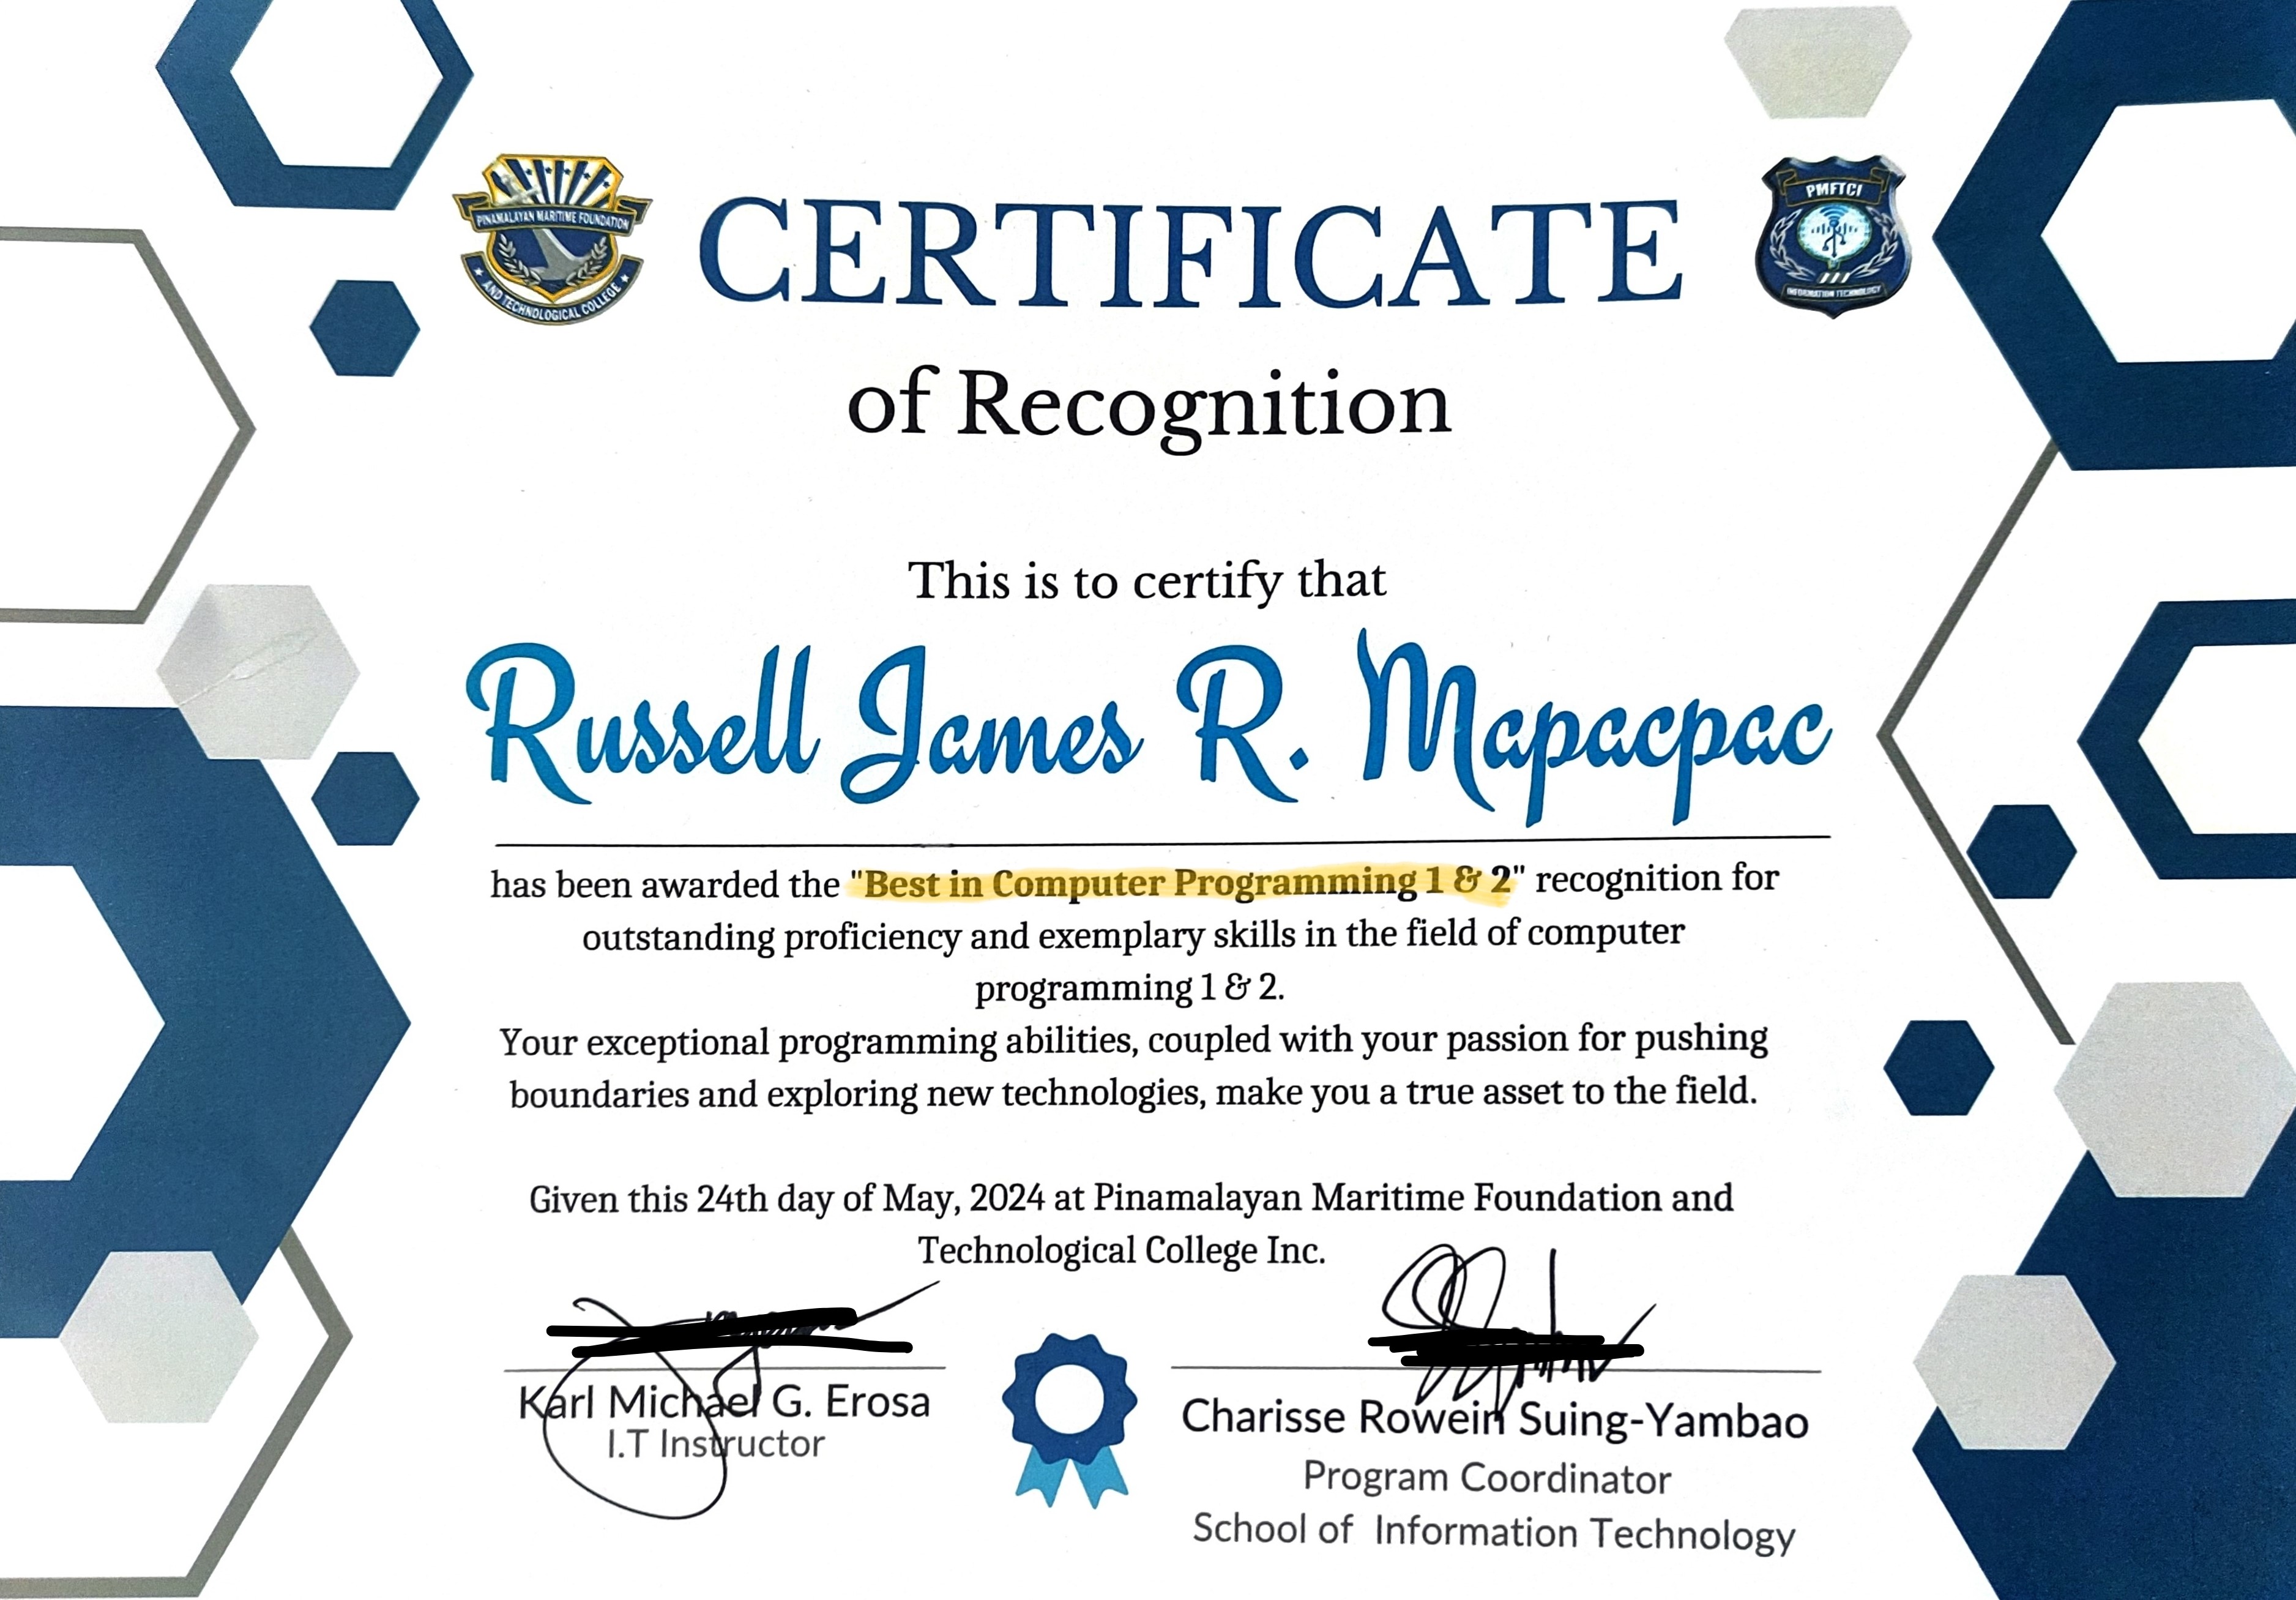 PINAMALAYAN MARITIME FOUNDATION
AND TECHNOLOGICAL COLLEGE
CERTIFICATE
PMFTCI
INFORMATION TECHNOLOGY
of Recognition
This is to certify that
Russell James R. Mapacpac
has been awarded the "Best in Computer Programming 1 & 2" recognition for
outstanding proficiency and exemplary skills in the field of computer
programming 1 & 2.
Your exceptional programming abilities, coupled with your passion for pushing
boundaries and exploring new technologies, make you a true asset to the field.
Given this 24th day of May, 2024 at Pinamalayan Maritime Foundation and
Technological College Inc.
Karl Michael G. Erosa
I.T Instructor
Charisse Rowein Suing-Yambao
Program Coordinator
School of Information Technology